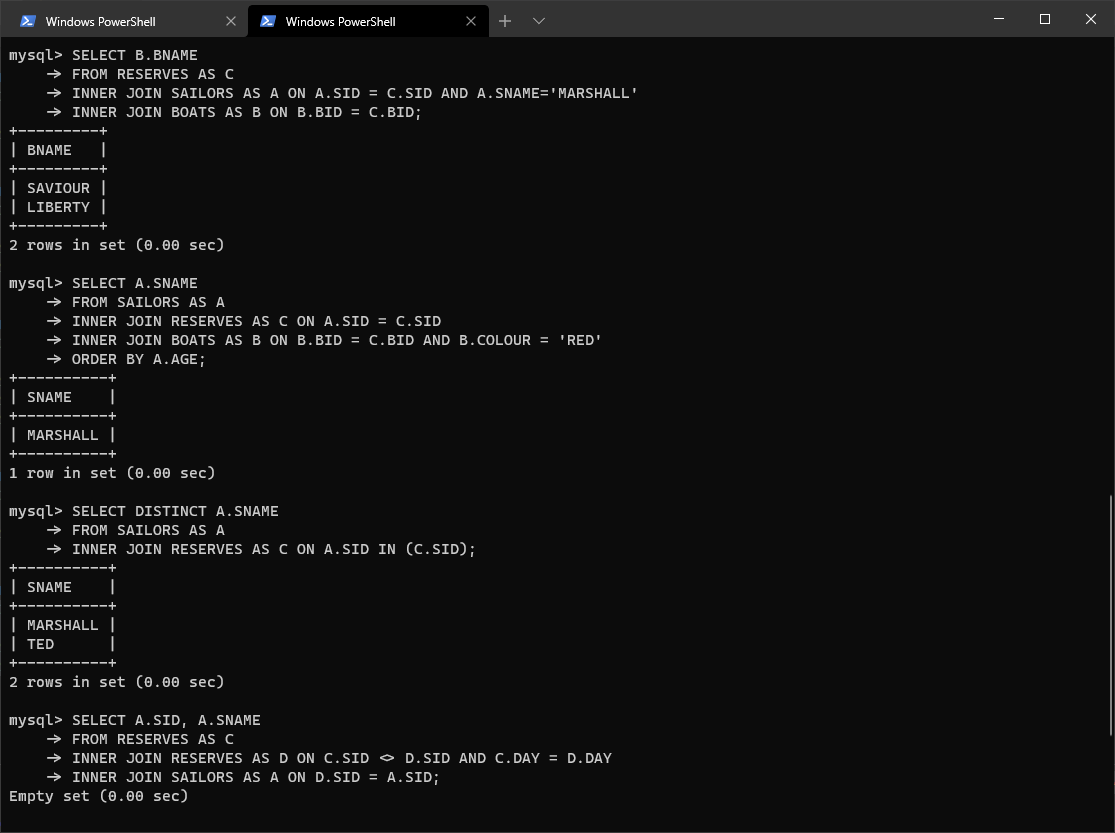 Windows PowerShell
Windows PowerShell
mysql> SELECT B.BNAME
    -> FROM RESERVES AS C
    -> INNER JOIN SAILORS AS A ON A.SID = C.SID AND A.SNAME='MARSHALL'
    -> INNER JOIN BOATS AS B ON B.BID = C.BID;
+---------+
| BNAME   |
+---------+
| SAVIOUR |
| LIBERTY |
+---------+
2 rows in set (0.00 sec)

mysql> SELECT A.SNAME
    -> FROM SAILORS AS A
    -> INNER JOIN RESERVES AS C ON A.SID = C.SID
    -> INNER JOIN BOATS AS B ON B.BID = C.BID AND B.COLOUR = 'RED'
    -> ORDER BY A.AGE;
+----------+
| SNAME    |
+----------+
| MARSHALL |
+----------+
1 row in set (0.00 sec)

mysql> SELECT DISTINCT A.SNAME
    -> FROM SAILORS AS A
    -> INNER JOIN RESERVES AS C ON A.SID IN (C.SID);
+----------+
| SNAME    |
+----------+
| MARSHALL |
| TED      |
+----------+
2 rows in set (0.00 sec)

mysql> SELECT A.SID, A.SNAME
    -> FROM RESERVES AS C
    -> INNER JOIN RESERVES AS D ON C.SID <> D.SID AND C.DAY = D.DAY
    -> INNER JOIN SAILORS AS A ON D.SID = A.SID;
Empty set (0.00 sec)